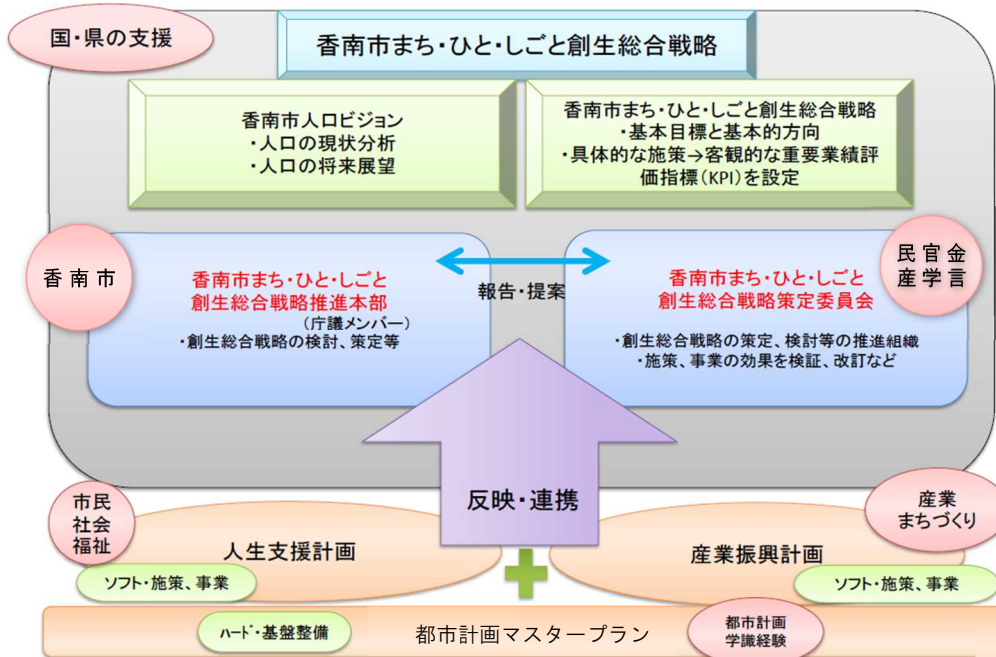 国・県の支援
香南市まち・ひと・しごと創生総合戦略
香南市人口ビジョン
・人口の現状分析
・人口の将来展望
香南市まち・ひと・しごと創生総合戦略
・基本目標と基本的方向
・具体的な施策→客観的な重要業績評
価指標(KPI)を設定
香南市
香南市まち・ひと・しごと
創生総合戦略推進本部
(庁議メンバー)
・創生総合戦略の検討、策定等
報告・提案
民官金
産学言
香南市まち・ひと・しごと
創生総合戦略策定委員会
・創生総合戦略の策定、検討等の推進組織
・施策、事業の効果を検証、改訂など
反映・連携
市民
社会
福祉
人生支援計画
ソフト・施策、事業
産業
まちづくり
産業振興計画
ソフト・施策、事業
ハード・基盤整備
都市計画マスタープラン
都市計画
学識経験